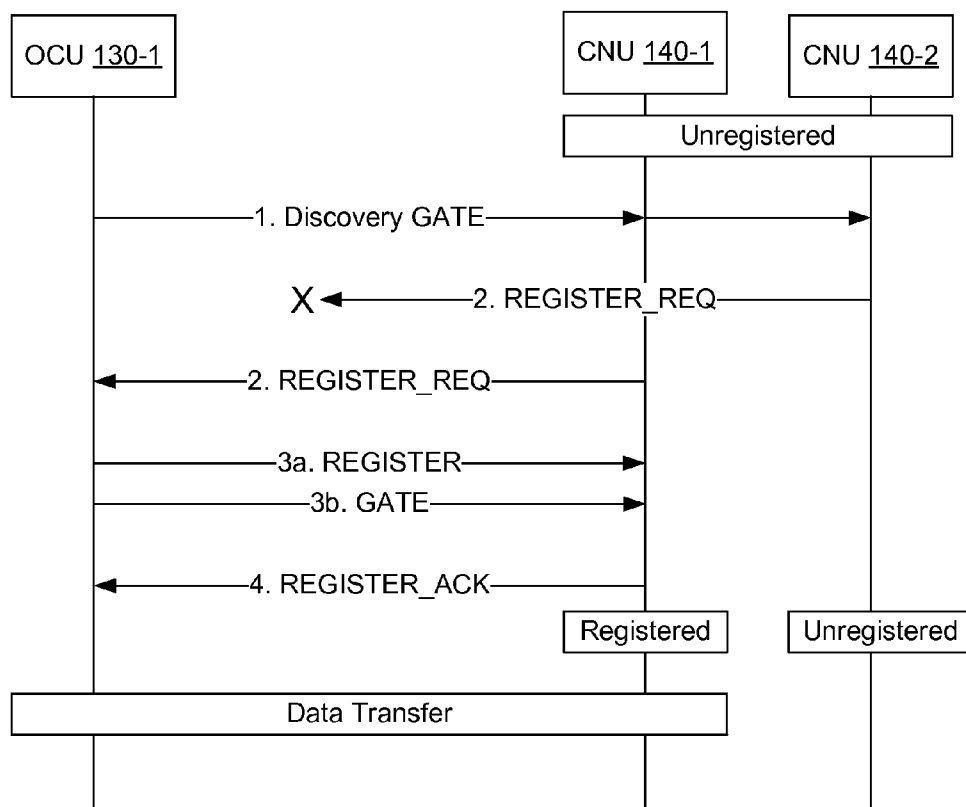 OCU 130-1
CNU 140-1
CNU 140-2
Unregistered
1. Discovery GATE
X
2. REGISTER_REQ
2. REGISTER_REQ
3a. REGISTER
3b. GATE
4. REGISTER_ACK
Registered
Unregistered
Data Transfer